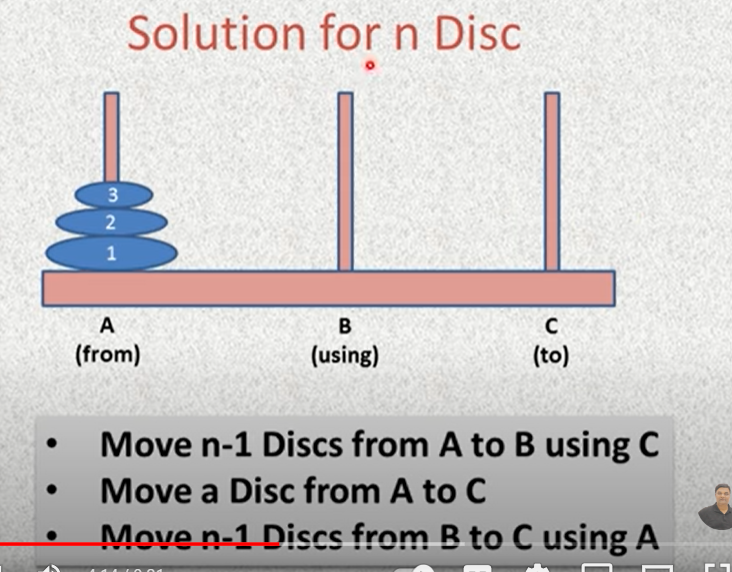 Solution for n Disc
3
2
1
A
B
C
(from)
(using)
(to)
• Move n-1 Discs from A to B using C
• Move a Disc from A to C
• Move n-1 Discs from B to C using A